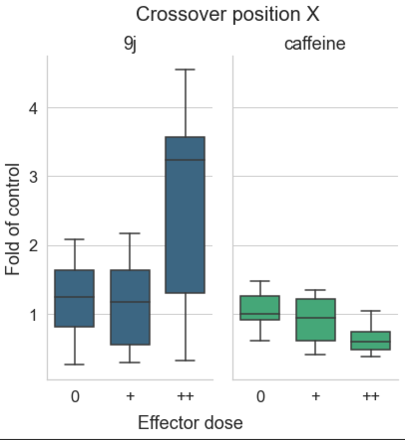 Crossover position X
9j
caffeine
Fold of control
4
3
2
1
0
+
++
0
+
++
Effector dose